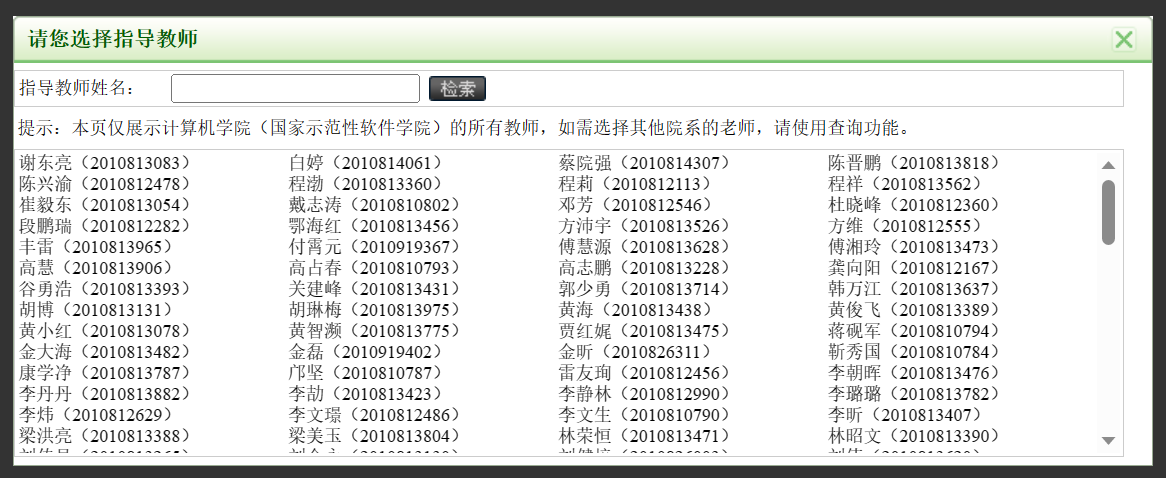 请您选择指导教师
指导教师姓名：
检索
提示：本页仅展示计算机学院（国家示范性软件学院）的所有教师，如需选择其他院系的老师，请使用查询功能。
谢东亮（2010813083） 白婷（2010814061） 蔡院强（2010814307） 陈晋鹏（2010813818）
陈兴渝（2010812478） 程渤（2010813360） 程莉（2010812113） 程祥（2010813562）
崔毅东（2010813054） 戴志涛（2010810802） 邓芳（2010812546） 杜晓峰（2010812360）
段鹏瑞（2010812282） 鄂海红（2010813456） 方沛宇（2010813526） 方维（2010812555）
丰雷（2010813965） 付霄元（2010919367） 傅慧源（2010813628） 傅湘玲（2010813473）
高慧（2010813906） 高占春（2010810793） 高志鹏（2010813228） 龚向阳（2010812167）
谷勇浩（2010813393） 关建峰（2010813431） 郭少勇（2010813714） 韩万江（2010813637）
胡博（2010813131） 胡琳梅（2010813975） 黄海（2010813438） 黄俊飞（2010813389）
黄小红（2010813078） 黄智濒（2010813775） 贾红娓（2010813475） 蒋砚军（2010810794）
金大海（2010813482） 金磊（2010919402） 金昕（2010826311） 靳秀国（2010810784）
康学净（2010813787） 邝坚（2010810787） 雷友珣（2010812456） 李朝晖（2010813476）
李丹丹（2010813882） 李劼（2010813423） 李静林（2010812990） 李璐璐（2010813782）
李炜（2010812629） 李文璟（2010812486） 李文生（2010810790） 李昕（2010813407）
梁洪亮（2010813388） 梁美玉（2010813804） 林荣恒（2010813471） 林昭文（2010813390）